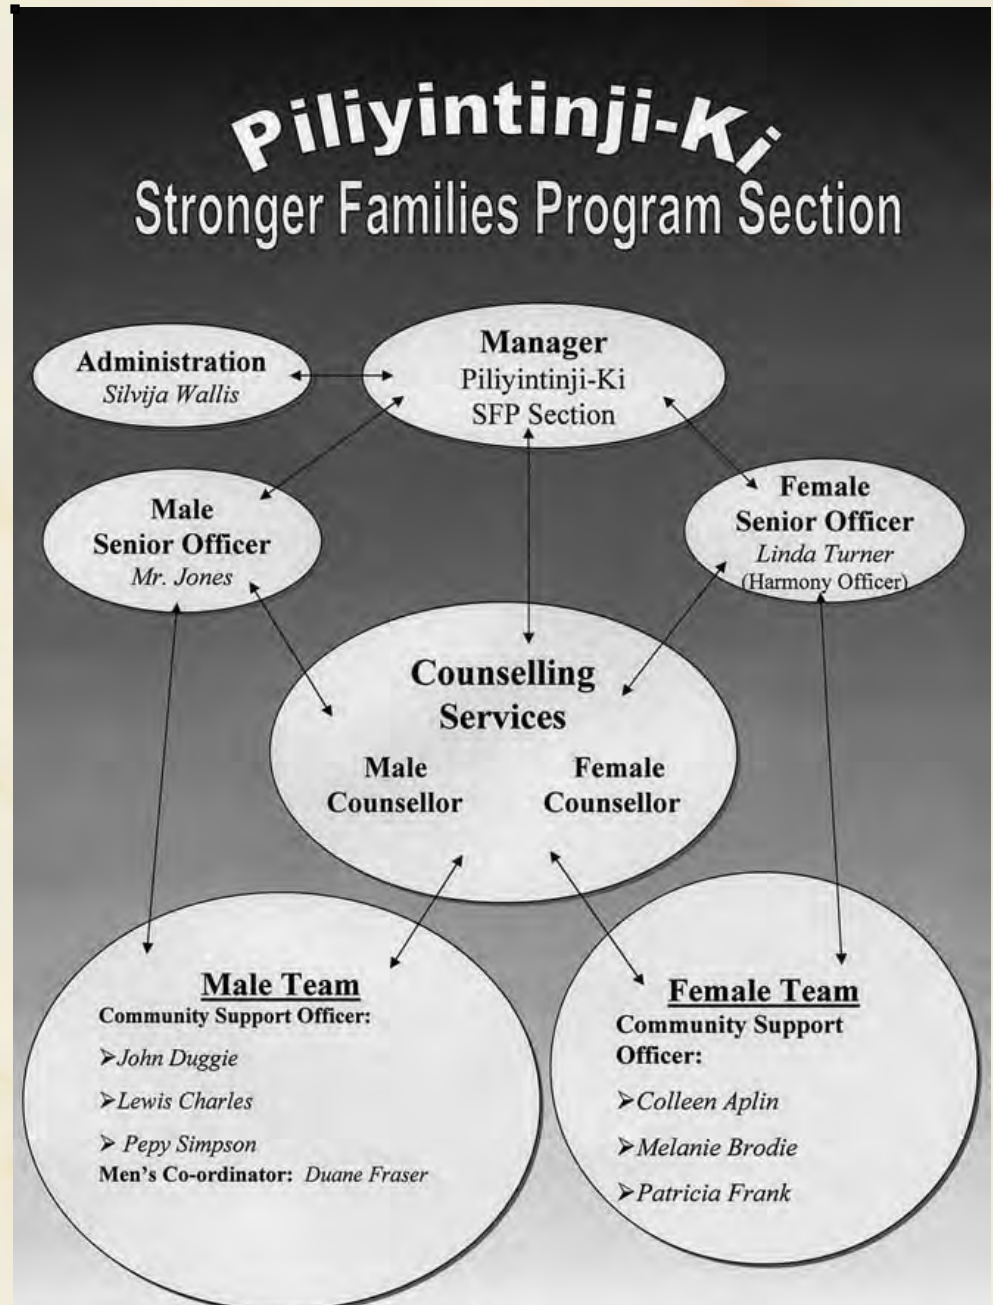 Piliyintinji-Ki
Stronger Families Program Section
Administration
Silvija Wallis
Manager
Piliyintinji-Ki
SFP Section
Male
Senior Officer
Mr. Jones
Female
Senior Officer
Linda Turner
(Harmony Officer)
Counselling
Services
Male
Counsellor
Female
Counsellor
Male Team
Community Support Officer:
➢John Duggie
➢Lewis Charles
➢ Pepy Simpson
Men's Co-ordinator: Duane Fraser
Female Team
Community Support
Officer:
➢Colleen Aplin
➢Melanie Brodie
➢Patricia Frank